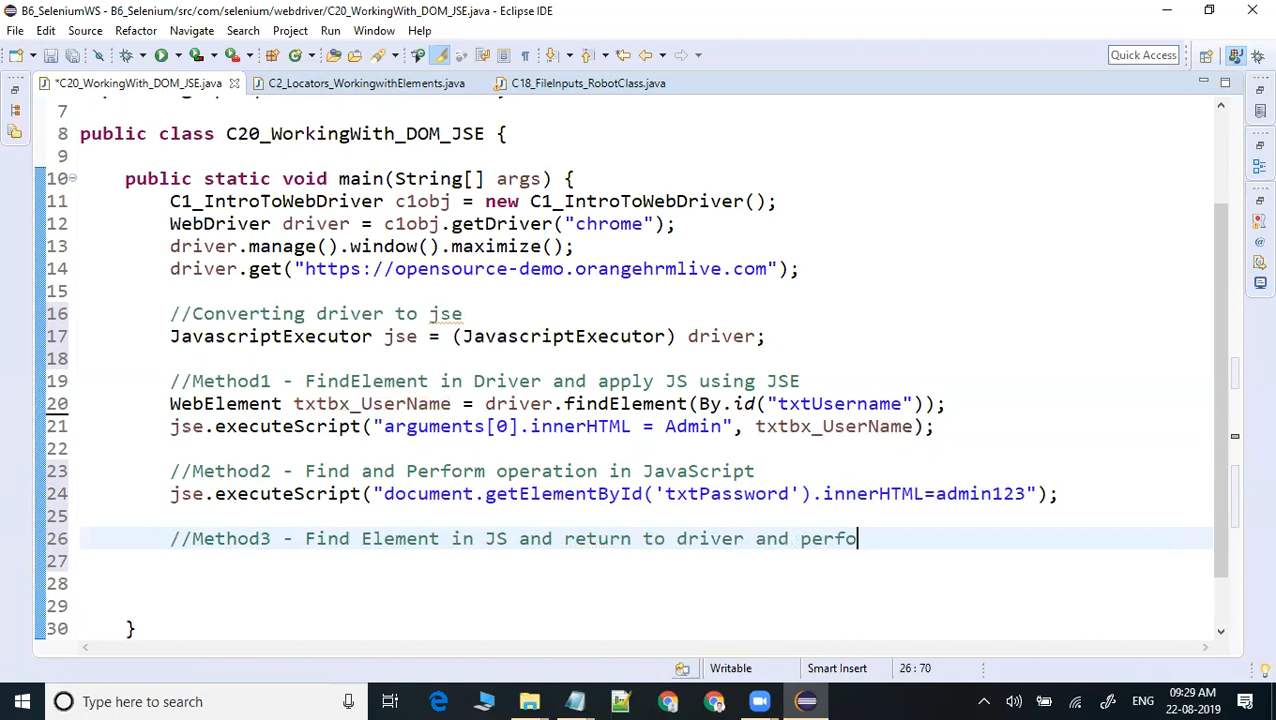 B6_SeleniumWS - B6_Selenium/src/com/selenium/webdriver/C20_WorkingWith_DOM_JSE.java - Eclipse IDE
File Edit Source Refactor Navigate Search Project Run Window Help
Quick Access
*C20_WorkingWith_DOM_JSE.java C2_Locators_WorkingwithElements.java C18_FileInputs_RobotClass.java
7
8 public class C20_WorkingWith_DOM_JSE {
9
10 public static void main(String[] args) {
11 C1_IntroToWebDriver c1obj = new C1_IntroToWebDriver();
12 WebDriver driver = c1obj.getDriver("chrome");
13 driver.manage().window().maximize();
14 driver.get("https://opensource-demo.orangehrmlive.com");
15
16 //Converting driver to jse
17 JavascriptExecutor jse = (JavascriptExecutor) driver;
18
19 //Method1 - FindElement in Driver and apply JS using JSE
20 WebElement txtbx_UserName = driver.findElement(By.id("txtUsername"));
21 jse.executeScript("arguments[0].innerHTML = Admin", txtbx_UserName);
22
23 //Method2 - Find and Perform operation in JavaScript
24 jse.executeScript("document.getElementById('txtPassword').innerHTML=admin123");
25
26 //Method3 - Find Element in JS and return to driver and perfo
27
28
29
30 }
Writable Smart Insert 26 : 70
Type here to search
ENG
09:29 AM
22-08-2019